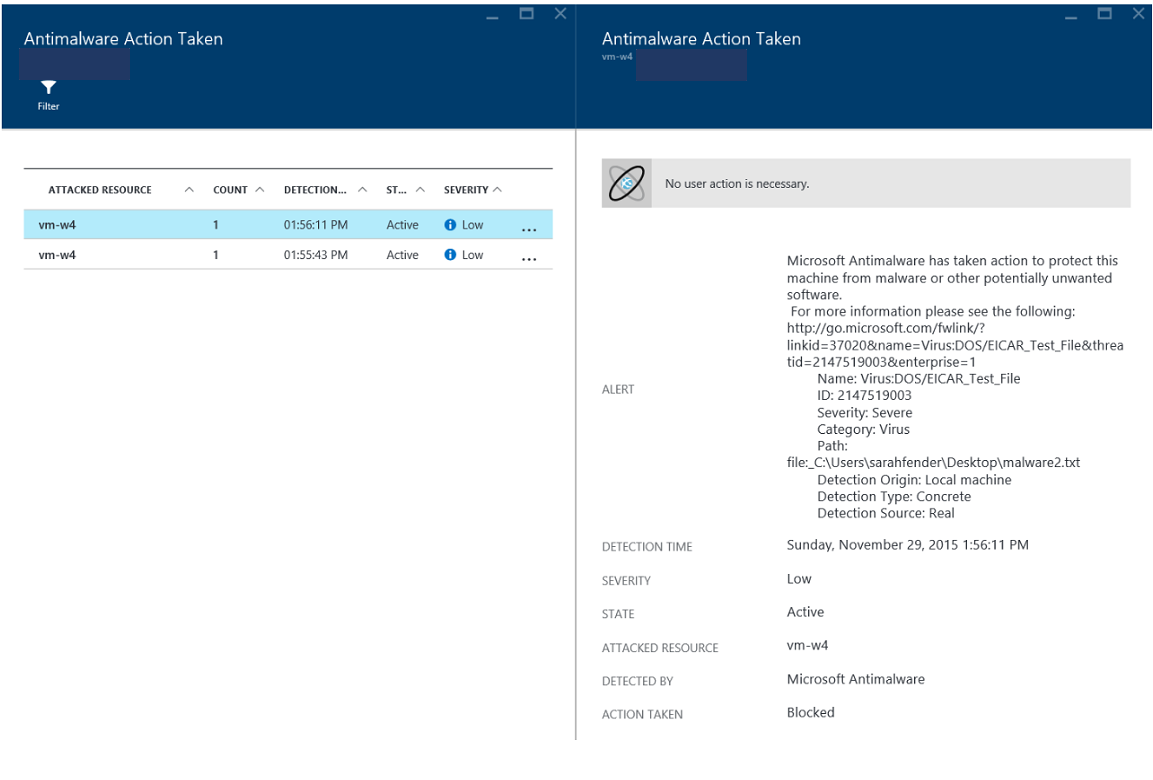 Antimalware Action Taken
Filter
ATTACKED RESOURCE COUNT DETECTION... ST... SEVERITY
vm-w4 1 01:56:11 PM Active Low ...
vm-w4 1 01:55:43 PM Active Low ...
Antimalware Action Taken
vm-w4
No user action is necessary.
ALERT
Microsoft Antimalware has taken action to protect this
machine from malware or other potentially unwanted
software.
For more information please see the following:
http://go.microsoft.com/fwlink/?
linkid=37020&name=Virus:DOS/EICAR_Test_File&threa
tid=2147519003&enterprise=1
Name: Virus:DOS/EICAR_Test_File
ID: 2147519003
Severity: Severe
Category: Virus
Path:
file:_C:\Users\sarahfender\Desktop\malware2.txt
Detection Origin: Local machine
Detection Type: Concrete
Detection Source: Real
DETECTION TIME Sunday, November 29, 2015 1:56:11 PM
SEVERITY Low
STATE Active
ATTACKED RESOURCE vm-w4
DETECTED BY Microsoft Antimalware
ACTION TAKEN Blocked